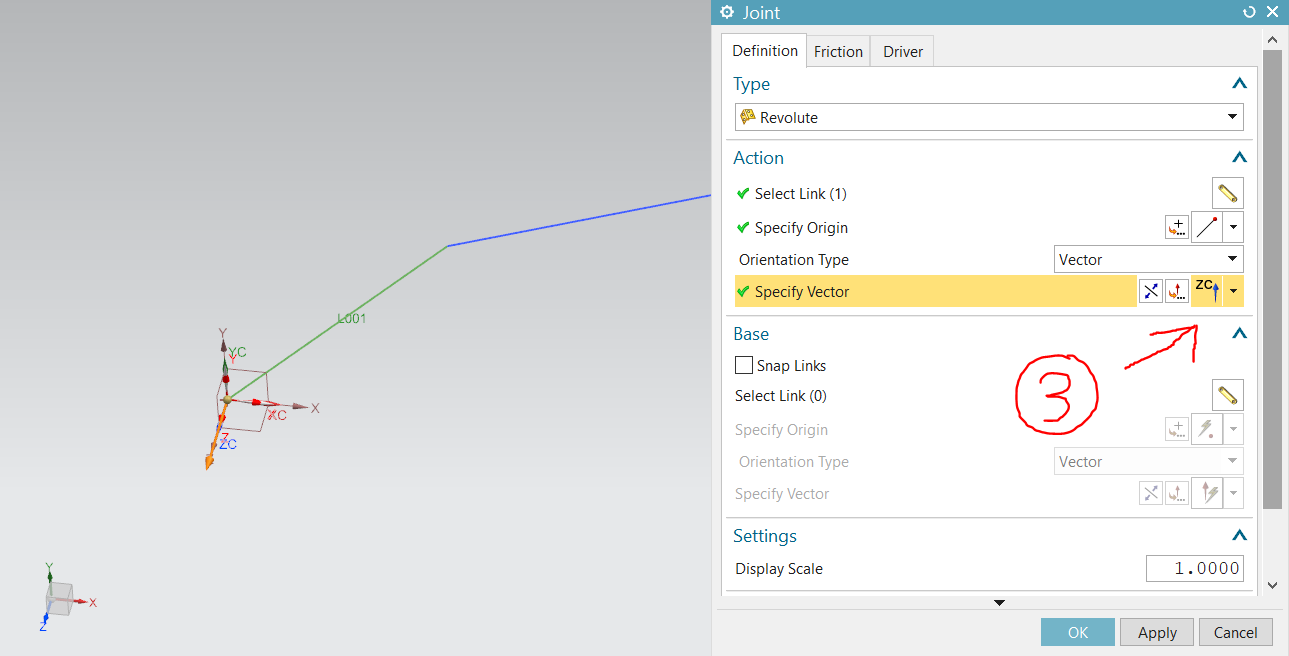 Joint
Definition Friction Driver
Type
Revolute
Action
Select Link (1)
Specify Origin
Orientation Type Vector
Specify Vector ZC
Base
Snap Links
Select Link (0)
Specify Origin
Orientation Type Vector
Specify Vector
Settings
Display Scale 1.0000
OK Apply Cancel
3
L001
Y
YC
Y
X
XC
X
Z
ZC
Y
X
Z